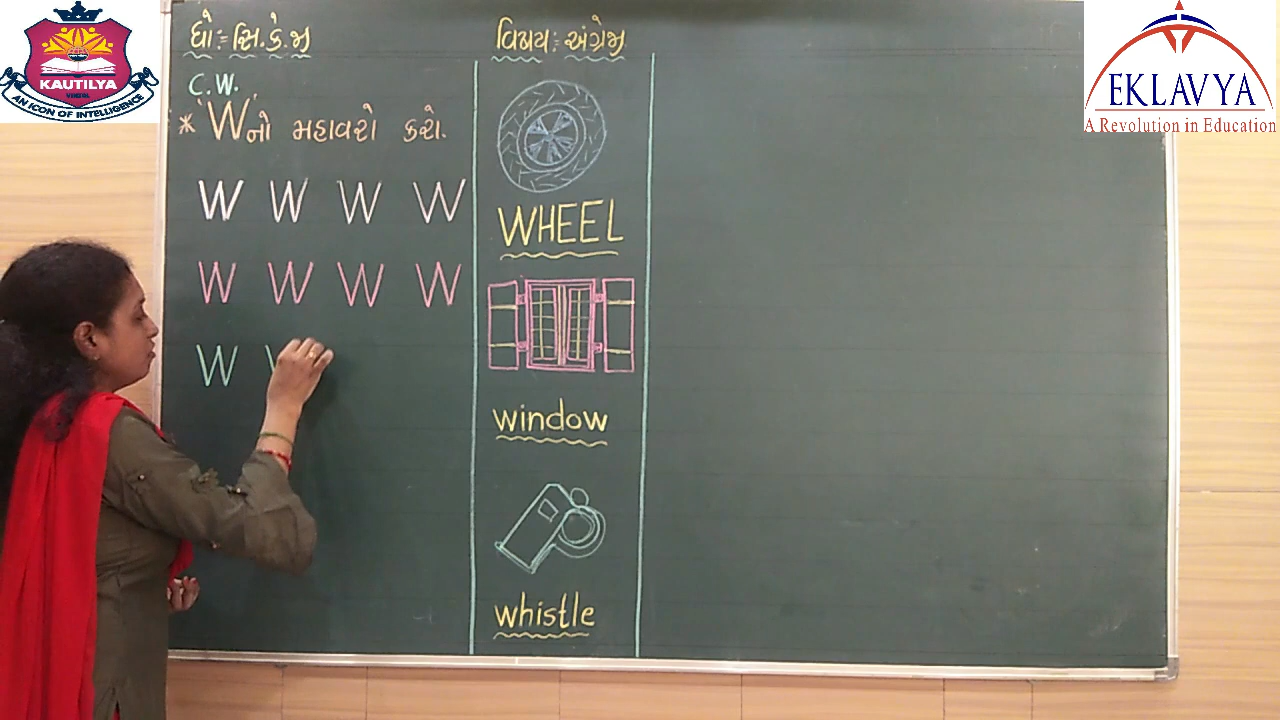 KAUTILYA
AN ICON OF INTELLIGENCE
EKLAVYA
A Revolution in Education
ધો:- સિ.કે.જી
વિષય : અંગ્રેજી.
C.W.
* 'W' નો મહાવરો કરો.
W W W W
W W W W
W
WHEEL
window
whistle